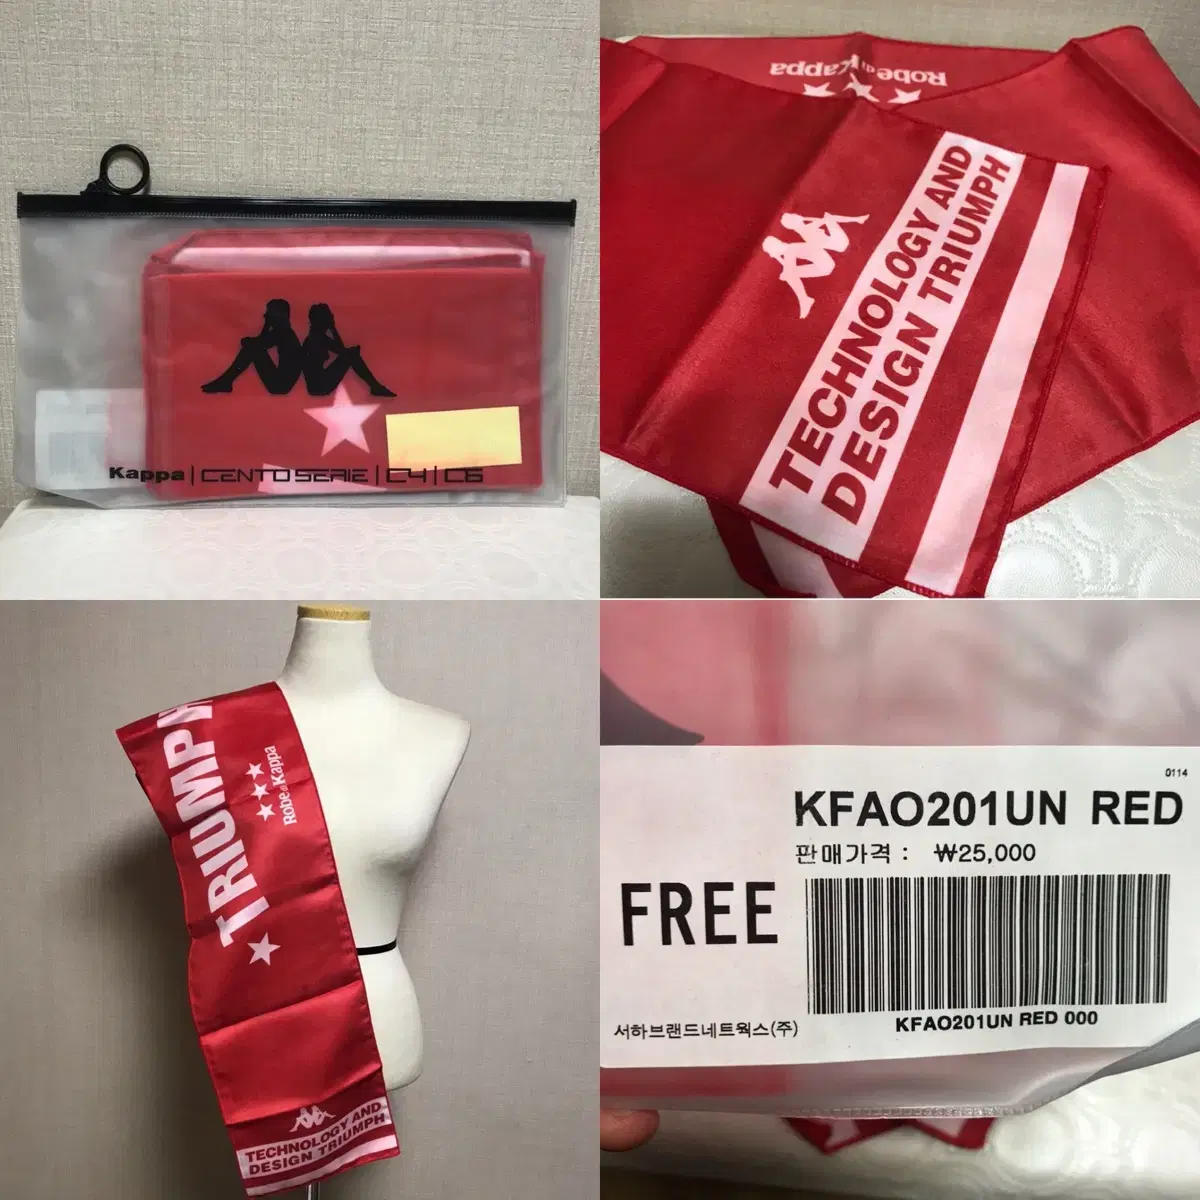 Kappa | CENTO SERIE | C4 | C6
Robe di Kappa
TECHNOLOGY AND
DESIGN TRIUMPH
TRIUMPH
Robe di Kappa
TECHNOLOGY AND
DESIGN TRIUMPH
0114
KFAO201UN RED
판매가격 : ₩25,000
FREE
KFAO201UN RED 000
서하브랜드네트웍스(주)